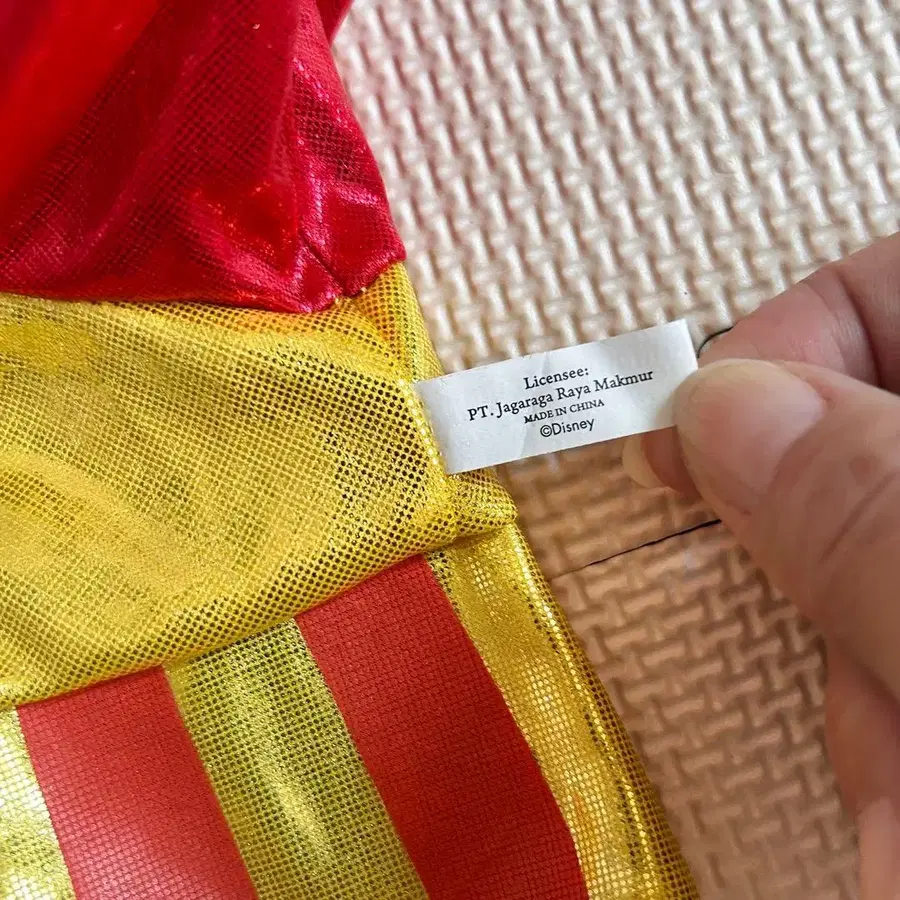 Licensee:
PT. Jagaraga Raya Makmur
MADE IN CHINA
©Disney